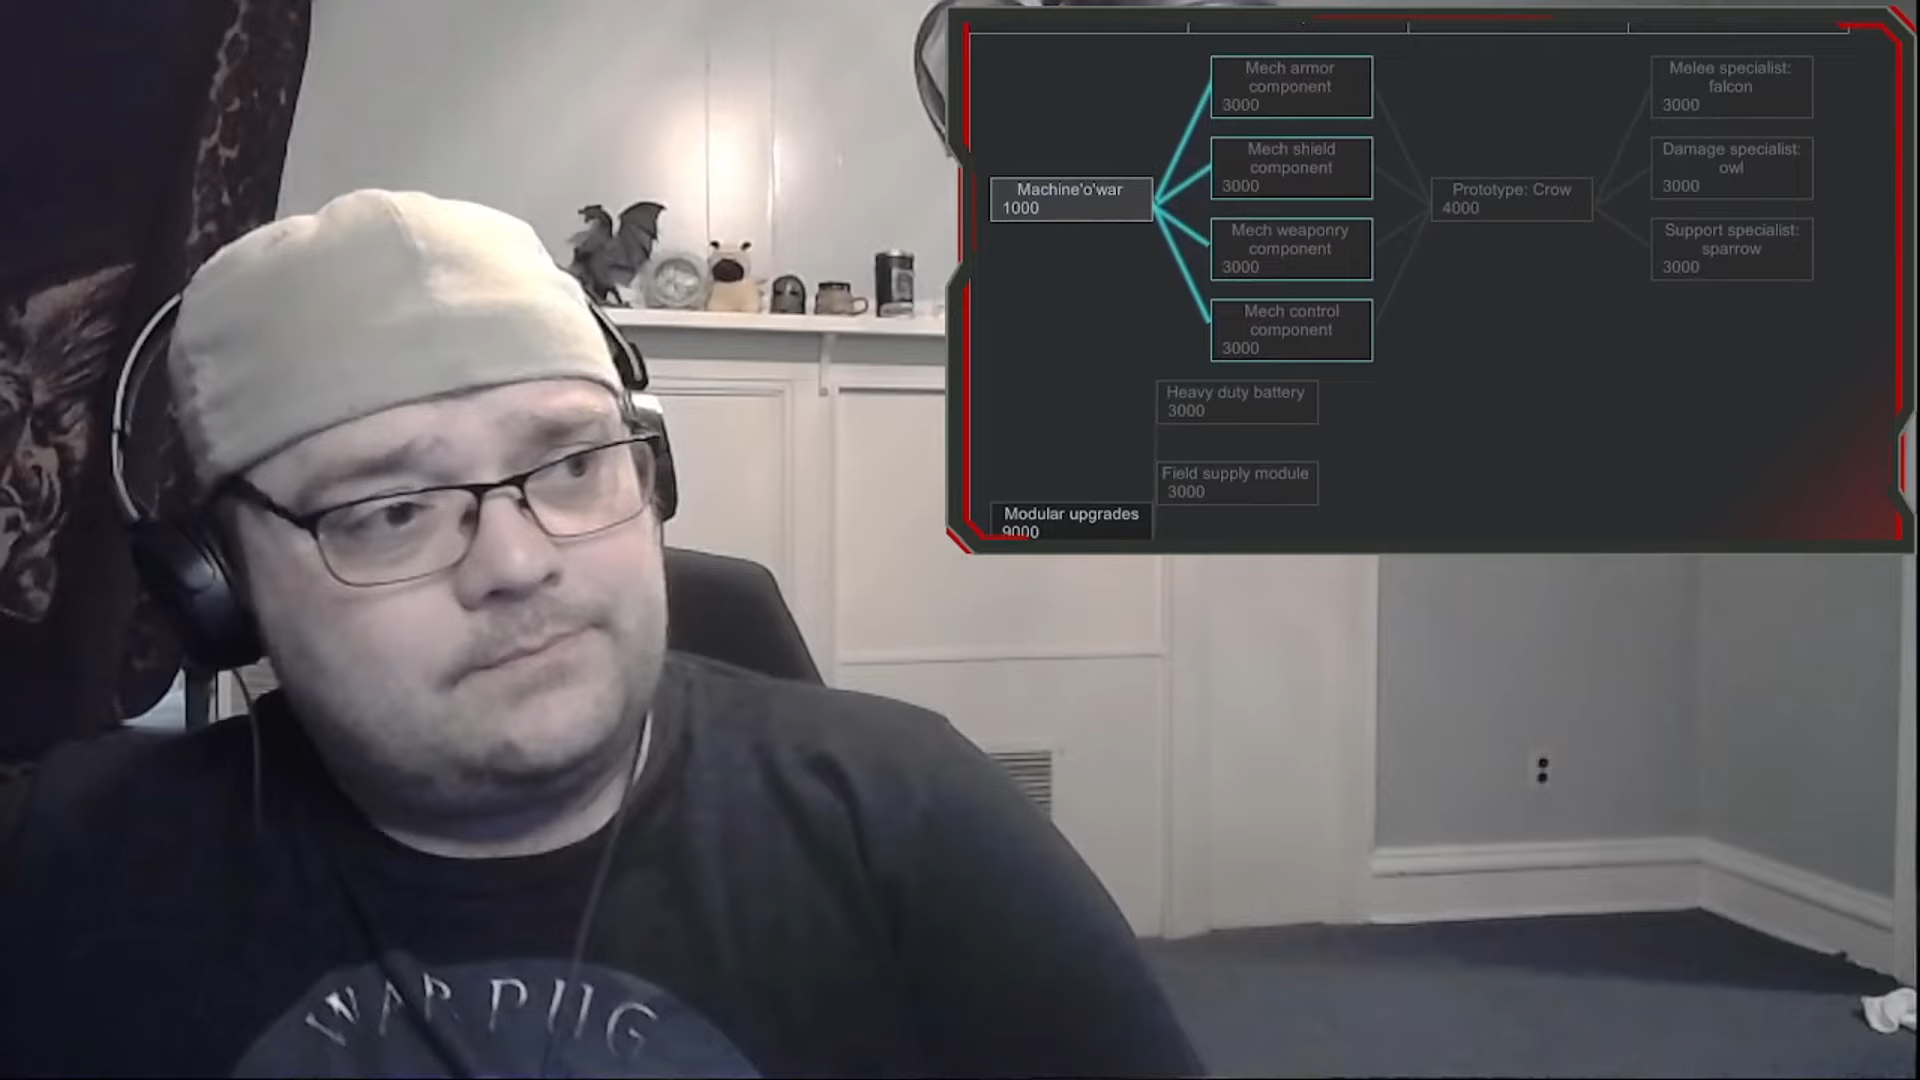 Machine'o'war
1000
Mech armor
component
3000
Mech shield
component
3000
Mech weaponry
component
3000
Mech control
component
3000
Prototype: Crow
4000
Melee specialist:
falcon
3000
Damage specialist:
owl
3000
Support specialist:
sparrow
3000
Heavy duty battery
3000
Field supply module
3000
Modular upgrades
9000
WAR PUG